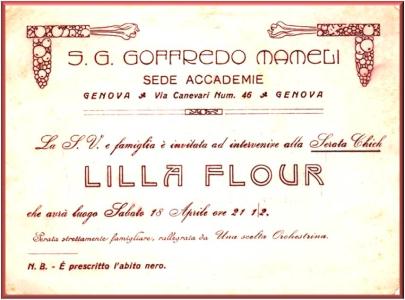 S. G. GOFFREDO MAMELI
SEDE ACCADEMIE
GENOVA Via Canevari Num. 46 GENOVA
La S. V. e famiglia è invitata ad intervenire alla Serata Chich
LILLA FLOUR
che avrà luogo Sabato 18 Aprile ore 21 1/2.
Serata strettamente famigliare, rallegrata da Una scelta Orchestrina.
N. B. - È prescritto l'abito nero.